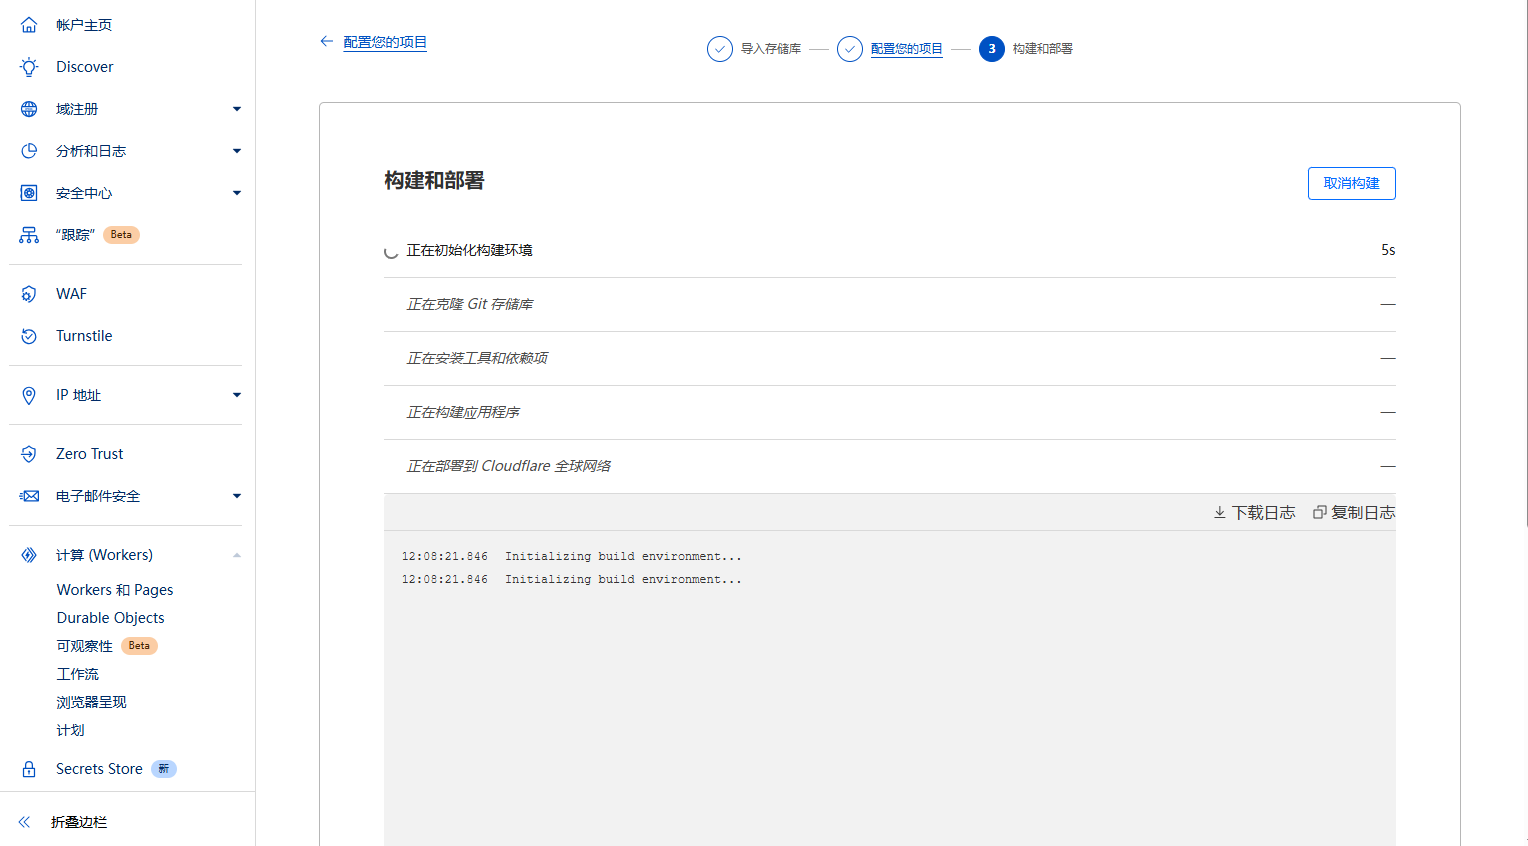 帐户主页
Discover
域注册
分析和日志
安全中心
“跟踪” Beta
WAF
Turnstile
IP 地址
Zero Trust
电子邮件安全
计算 (Workers)
Workers 和 Pages
Durable Objects
可观察性 Beta
工作流
浏览器呈现
计划
Secrets Store 新
折叠边栏
配置您的项目
导入存储库
配置您的项目
3 构建和部署
构建和部署
取消构建
正在初始化构建环境 5s
正在克隆 Git 存储库 —
正在安装工具和依赖项 —
正在构建应用程序 —
正在部署到 Cloudflare 全球网络 —
下载日志 复制日志
12:08:21.846 Initializing build environment...
12:08:21.846 Initializing build environment...